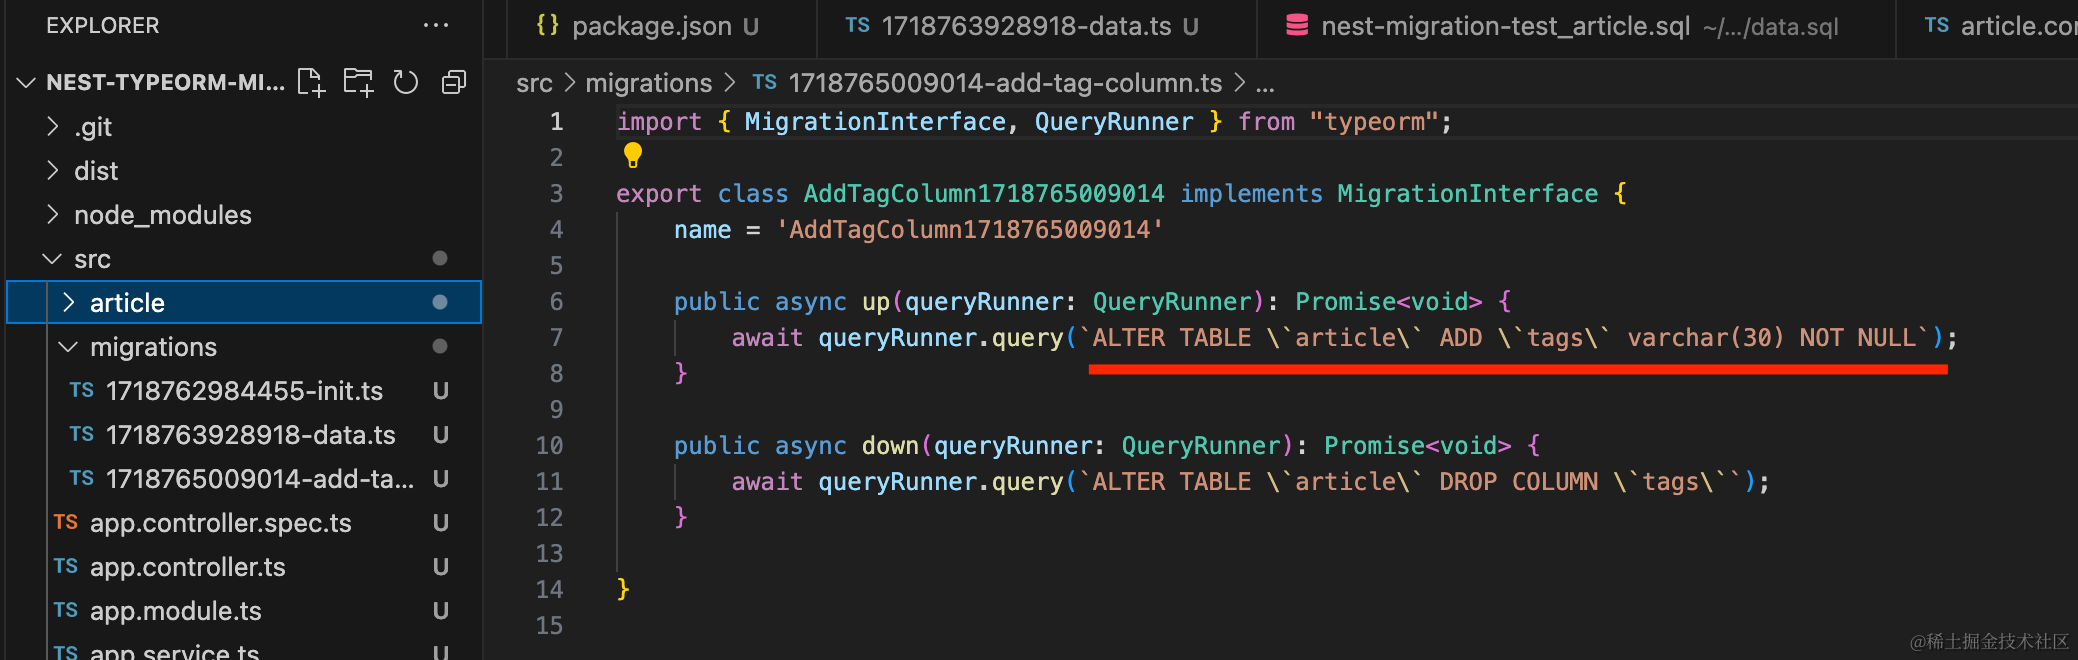 EXPLORER ...
NEST-TYPEORM-MI...
.git
dist
node_modules
src
article
migrations
TS 1718762984455-init.ts U
TS 1718763928918-data.ts U
TS 1718765009014-add-ta... U
TS app.controller.spec.ts U
TS app.controller.ts U
TS app.module.ts U
TS app.service.ts U
{} package.json U
TS 1718763928918-data.ts U
nest-migration-test_article.sql ~/.../data.sql
TS article.con
src > migrations > TS 1718765009014-add-tag-column.ts > ...
1 import { MigrationInterface, QueryRunner } from "typeorm";
2
3 export class AddTagColumn1718765009014 implements MigrationInterface {
4 name = 'AddTagColumn1718765009014'
5
6 public async up(queryRunner: QueryRunner): Promise<void> {
7 await queryRunner.query(`ALTER TABLE \`article\` ADD \`tags\` varchar(30) NOT NULL`);
8 }
9
10 public async down(queryRunner: QueryRunner): Promise<void> {
11 await queryRunner.query(`ALTER TABLE \`article\` DROP COLUMN \`tags\``);
12 }
13
14 }
15
@稀土掘金技术社区